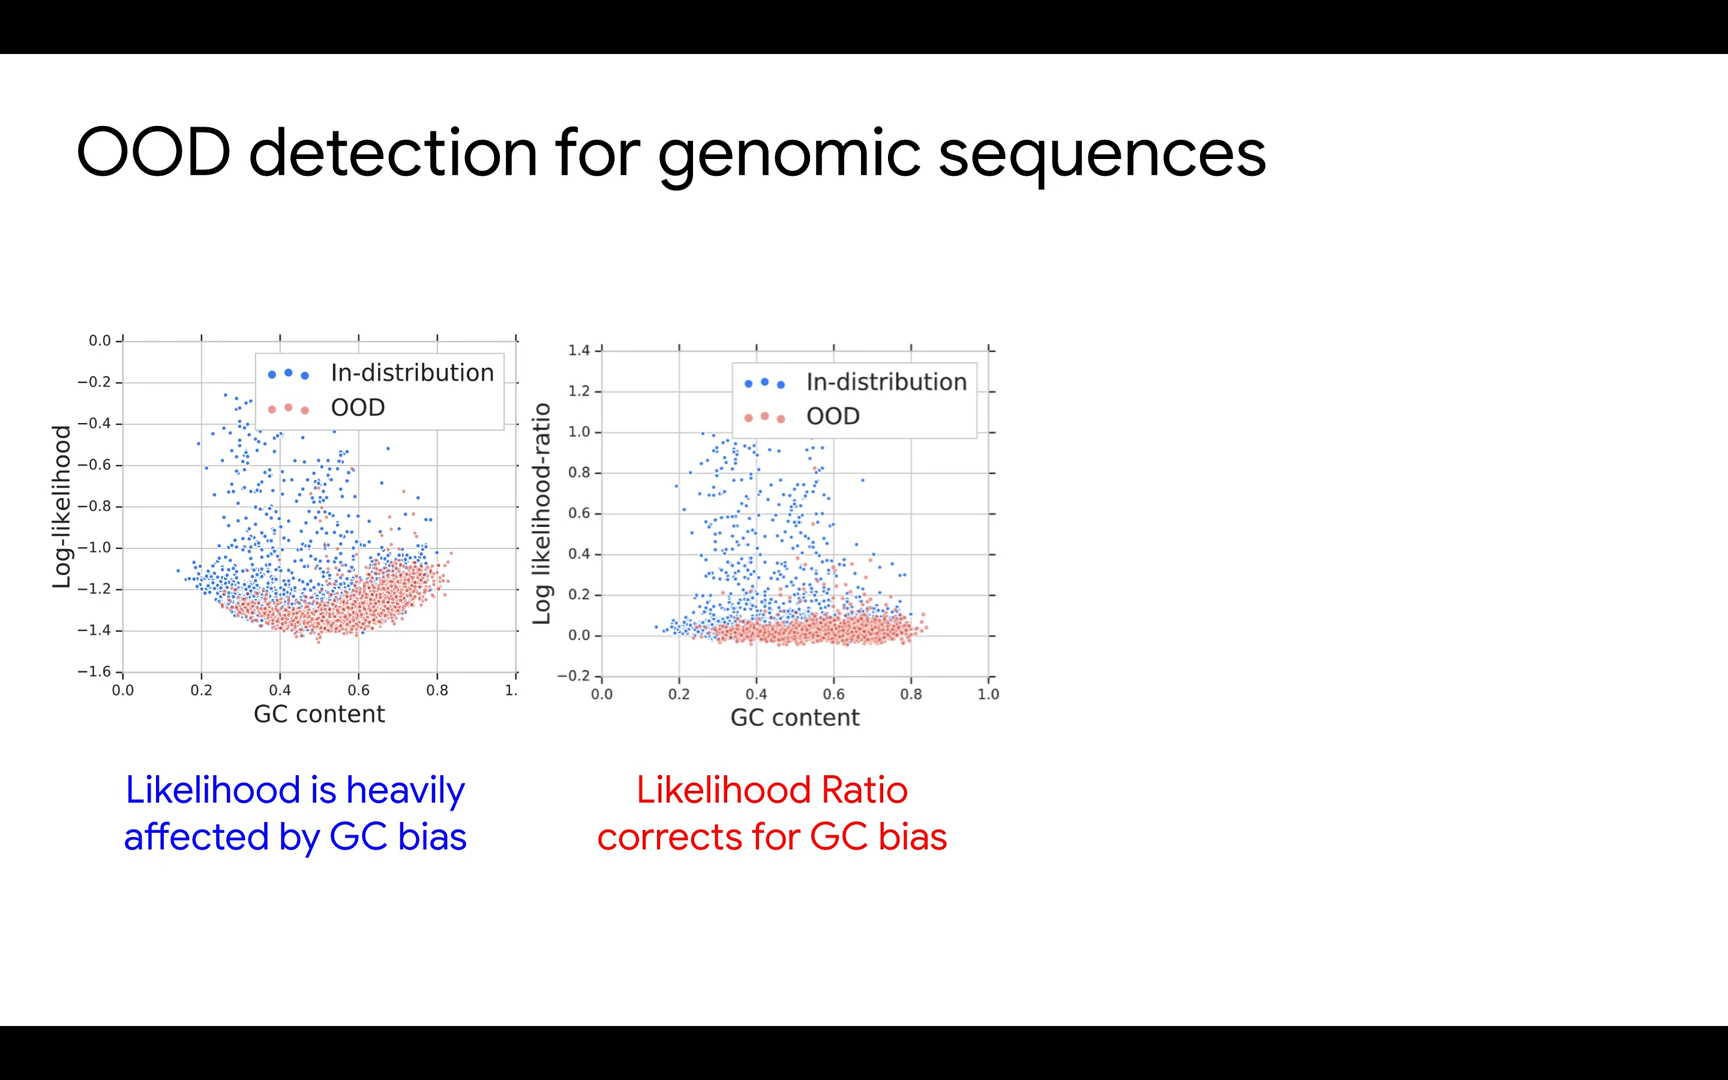 OOD detection for genomic sequences
0.0
−0.2
−0.4
−0.6
−0.8
−1.0
−1.2
−1.4
−1.6
Log-likelihood
In-distribution
OOD
0.0 0.2 0.4 0.6 0.8 1.
GC content
1.4
1.2
1.0
0.8
0.6
0.4
0.2
0.0
−0.2
Log likelihood-ratio
In-distribution
OOD
0.0 0.2 0.4 0.6 0.8 1.0
GC content
Likelihood is heavily
affected by GC bias
Likelihood Ratio
corrects for GC bias